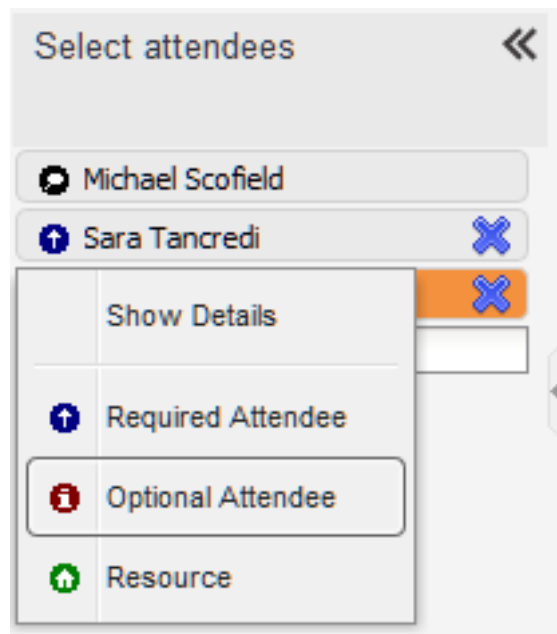 Select attendees
Michael Scofield
Sara Tancredi
Show Details
Required Attendee
Optional Attendee
Resource